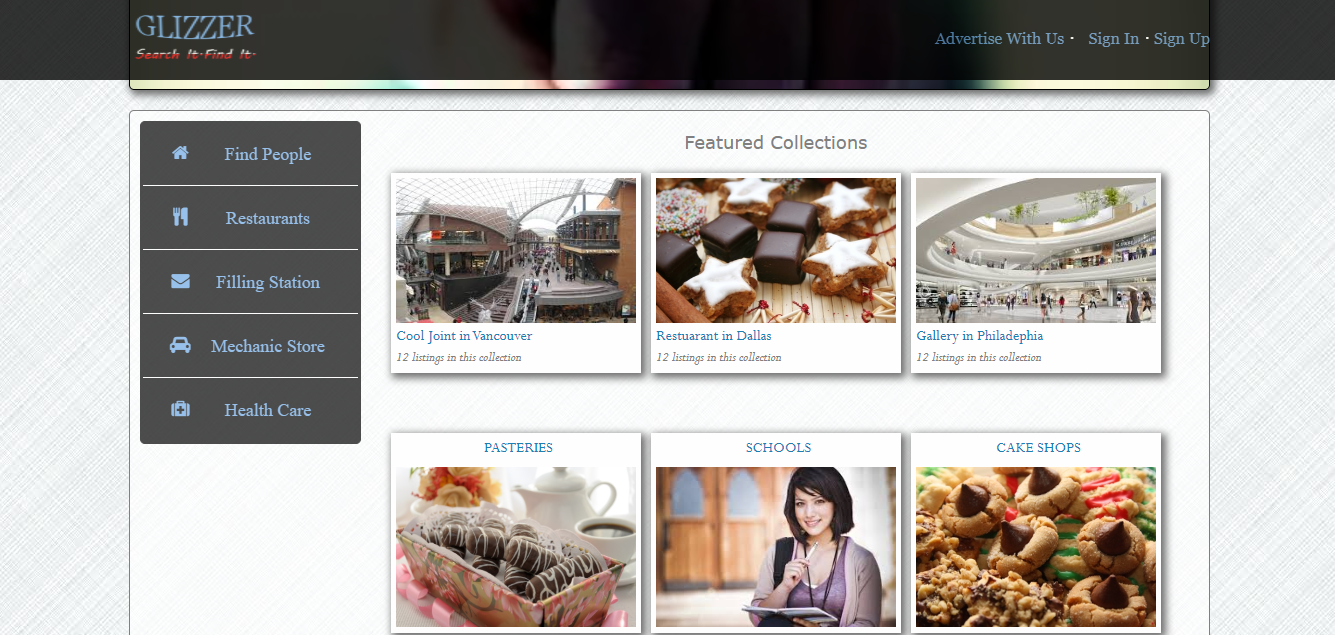 GLIZZER
Search It·Find It·
Advertise With Us · Sign In · Sign Up
Find People
Restaurants
Filling Station
Mechanic Store
Health Care
Featured Collections
Cool Joint in Vancouver
12 listings in this collection
Restuarant in Dallas
12 listings in this collection
Gallery in Philadephia
12 listings in this collection
PASTERIES
SCHOOLS
CAKE SHOPS